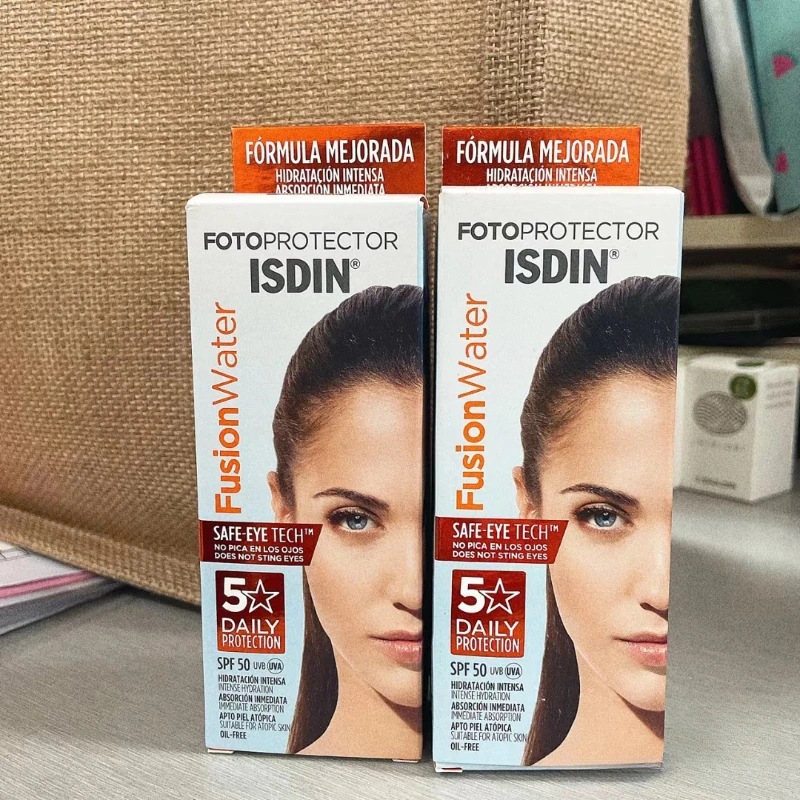 FÓRMULA MEJORADA
HIDRATACIÓN INTENSA
ABSORCIÓN INMEDIATA
FOTOPROTECTOR
ISDIN®
FusionWater
SAFE-EYE TECH™
NO PICA EN LOS OJOS
DOES NOT STING EYES
5☆
DAILY
PROTECTION
SPF 50 UVB UVA
HIDRATACIÓN INTENSA
INTENSE HYDRATION
ABSORCIÓN INMEDIATA
IMMEDIATE ABSORPTION
APTO PIEL ATÓPICA
SUITABLE FOR ATOPIC SKIN
OIL-FREE
FÓRMULA MEJORADA
HIDRATACIÓN INTENSA
ABSORCIÓN INMEDIATA
FOTOPROTECTOR
ISDIN®
FusionWater
SAFE-EYE TECH™
NO PICA EN LOS OJOS
DOES NOT STING EYES
5☆
DAILY
PROTECTION
SPF 50 UVB UVA
HIDRATACIÓN INTENSA
INTENSE HYDRATION
ABSORCIÓN INMEDIATA
IMMEDIATE ABSORPTION
APTO PIEL ATÓPICA
SUITABLE FOR ATOPIC SKIN
OIL-FREE